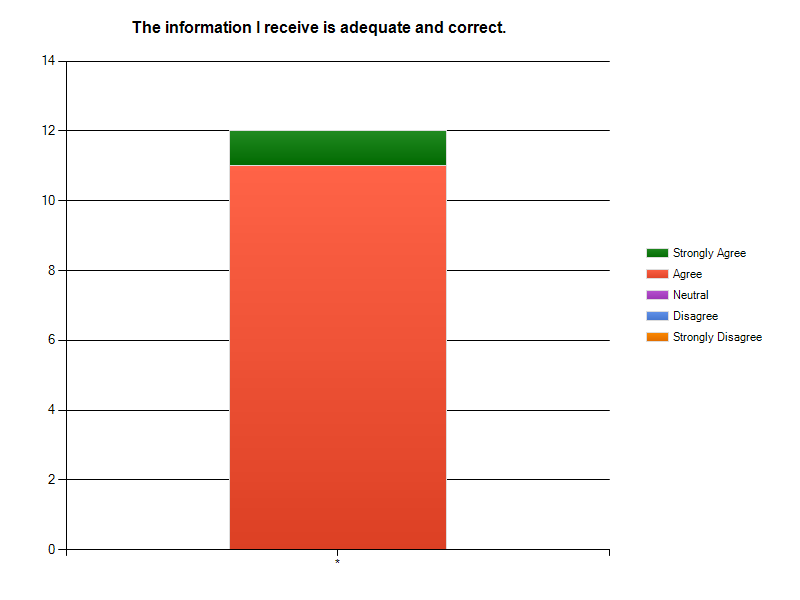 The information I receive is adequate and correct.
14
12
10
8
6
4
2
0
*
Strongly Agree
Agree
Neutral
Disagree
Strongly Disagree